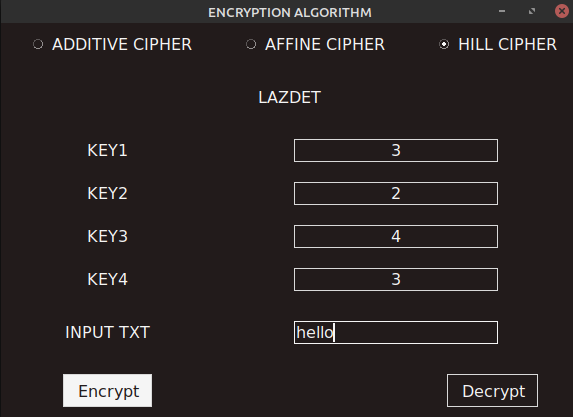 ENCRYPTION ALGORITHM
ADDITIVE CIPHER AFFINE CIPHER HILL CIPHER
LAZDET
KEY1 3
KEY2 2
KEY3 4
KEY4 3
INPUT TXT hello
Encrypt Decrypt